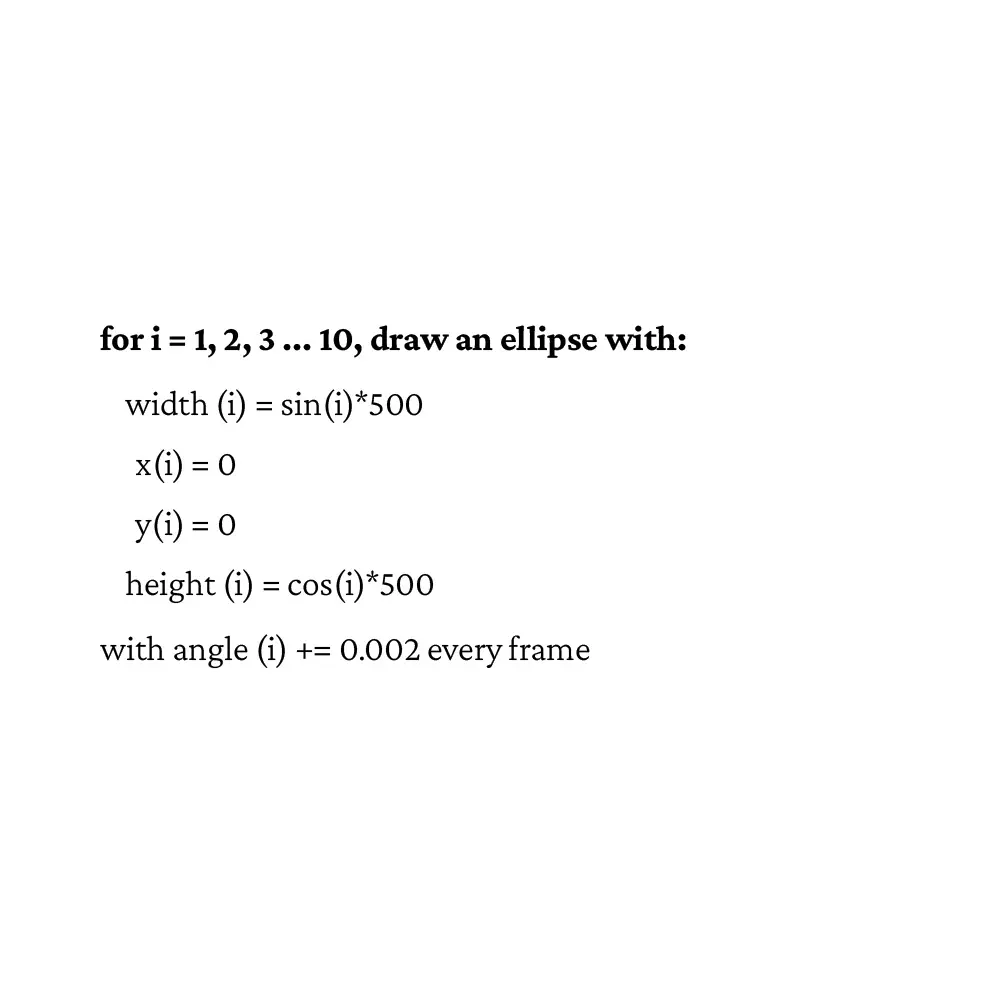 for i = 1, 2, 3 ... 10, draw an ellipse with:
width (i) = sin(i)*500
x(i) = 0
y(i) = 0
height (i) = cos(i)*500
with angle (i) += 0.002 every frame